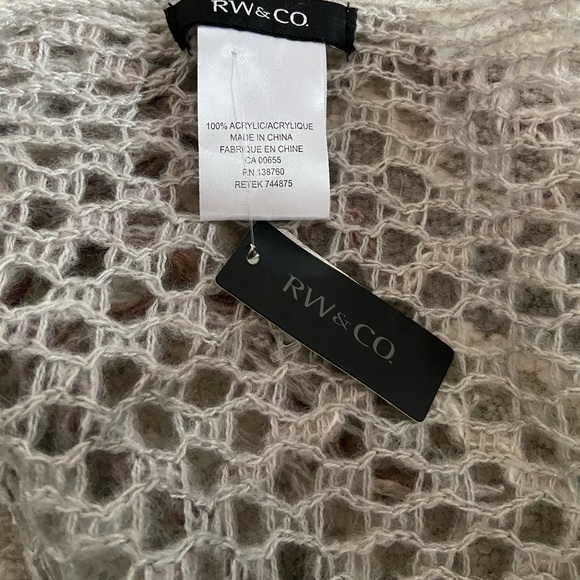 RW&CO.
100% ACRYLIC/ACRYLIQUE
MADE IN CHINA
FABRIQUE EN CHINE
CA 00655
RN 138760
RETEK 744875
RW&CO.